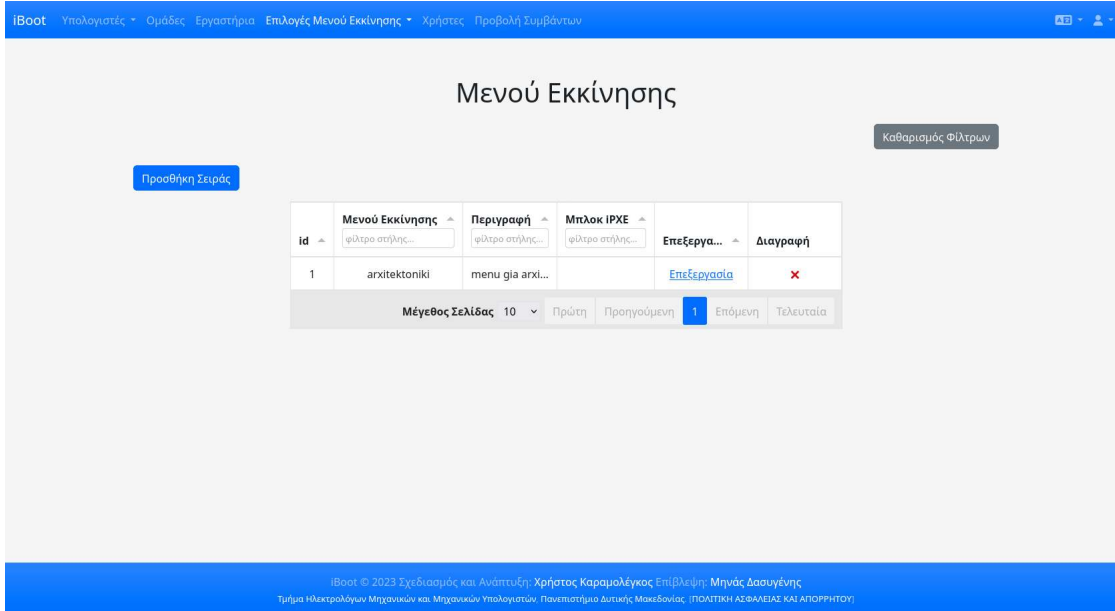 iBoot Υπολογιστές Ομάδες Εργαστήρια Επιλογές Μενού Εκκίνησης Χρήστες Προβολή Συμβάντων
Μενού Εκκίνησης
Καθαρισμός Φίλτρων
Προσθήκη Σειράς
id Μενού Εκκίνησης Περιγραφή Μπλοκ iPXE Επεξεργα... Διαγραφή
φίλτρο στήλης... φίλτρο στήλης... φίλτρο στήλης...
1 arxitektoniki menu gia arxi... Επεξεργασία
Μέγεθος Σελίδας 10 Πρώτη Προηγούμενη 1 Επόμενη Τελευταία
iBoot © 2023 Σχεδιασμός και Ανάπτυξη: Χρήστος Καραμολέγκος Επίβλεψη: Μηνάς Δασυγένης
Τμήμα Ηλεκτρολόγων Μηχανικών και Μηχανικών Υπολογιστών, Πανεπιστήμιο Δυτικής Μακεδονίας, [ΠΟΛΙΤΙΚΗ ΑΣΦΑΛΕΙΑΣ ΚΑΙ ΑΠΟΡΡΗΤΟΥ]